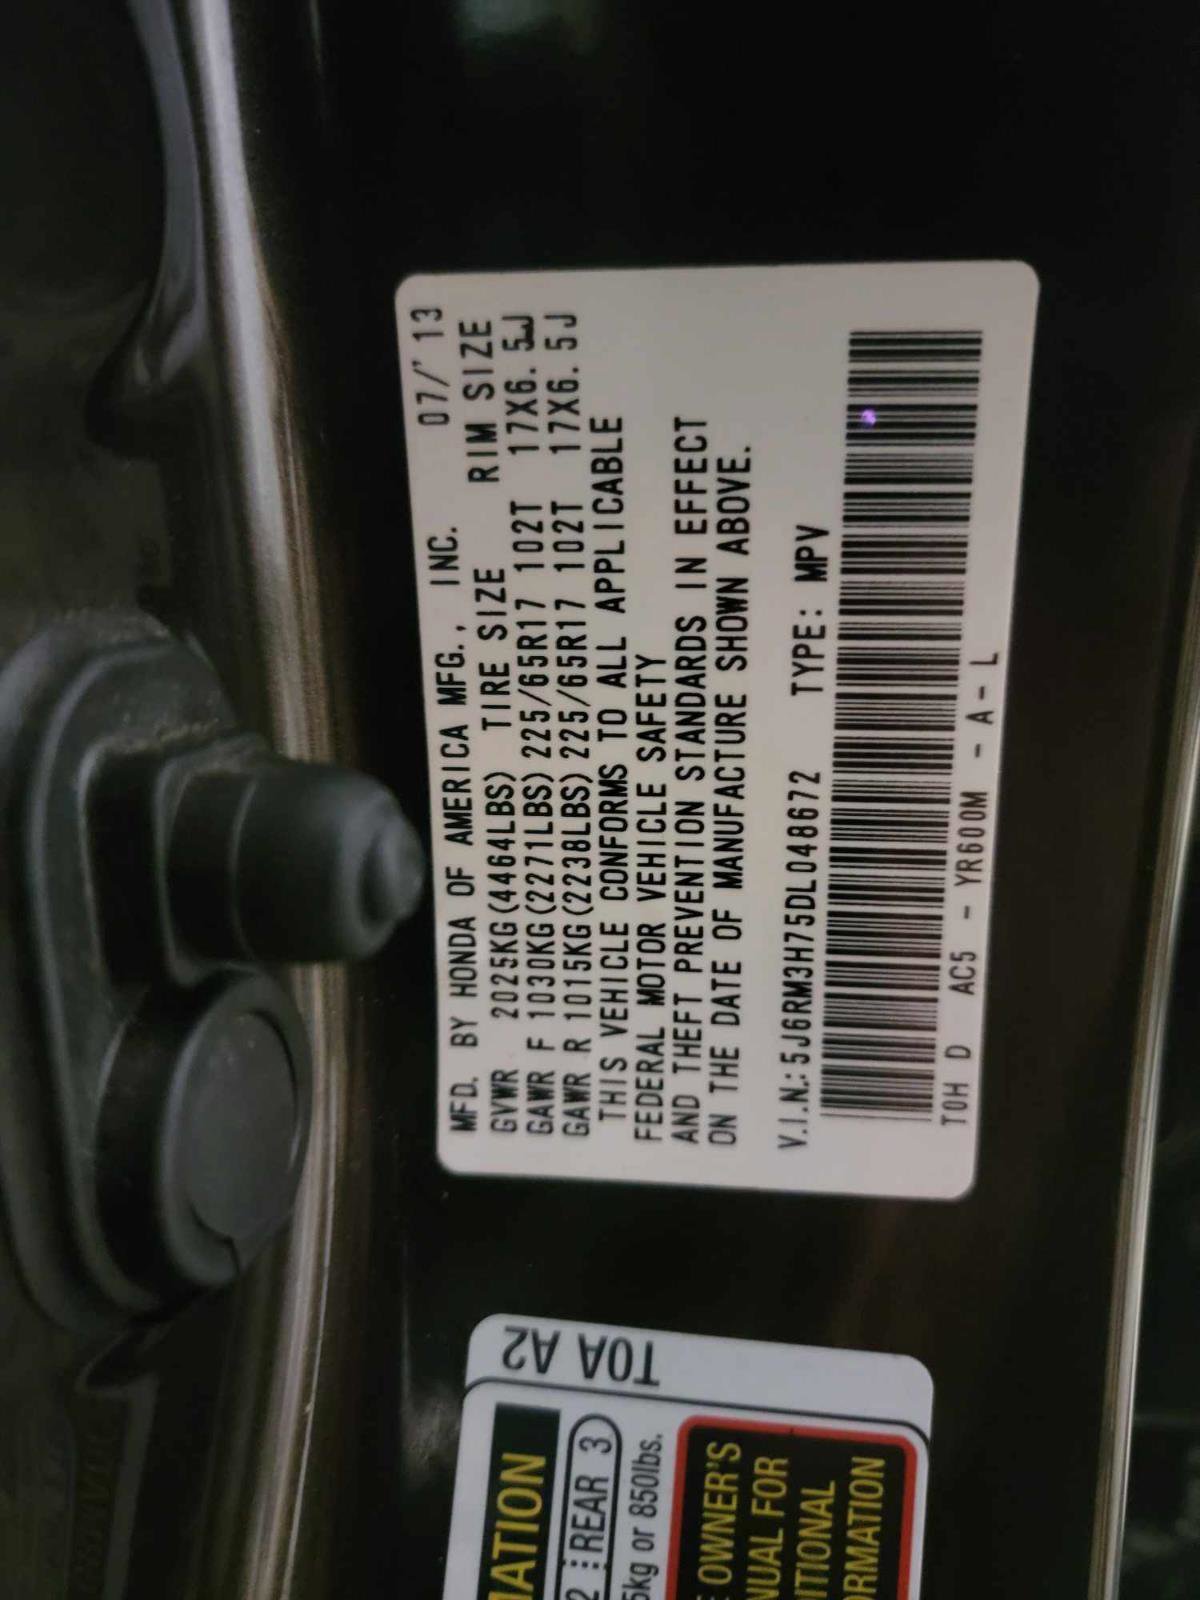 MFD. BY HONDA OF AMERICA MFG., INC. 07/'13
GVWR 2025KG(4464LBS) TIRE SIZE RIM SIZE
GAWR F 1030KG(2271LBS) 225/65R17 102T 17X6.5J
GAWR R 1015KG(2238LBS) 225/65R17 102T 17X6.5J
THIS VEHICLE CONFORMS TO ALL APPLICABLE
FEDERAL MOTOR VEHICLE SAFETY
AND THEFT PREVENTION STANDARDS IN EFFECT
ON THE DATE OF MANUFACTURE SHOWN ABOVE.
V.I.N.: 5J6RM3H75DL048672 TYPE: MPV
T0H D AC5 - YR600M - A - L
T0A A2
MATION
2 REAR 3
5kg or 850lbs.
OWNER'S
NUAL FOR
ITIONAL
ORMATION